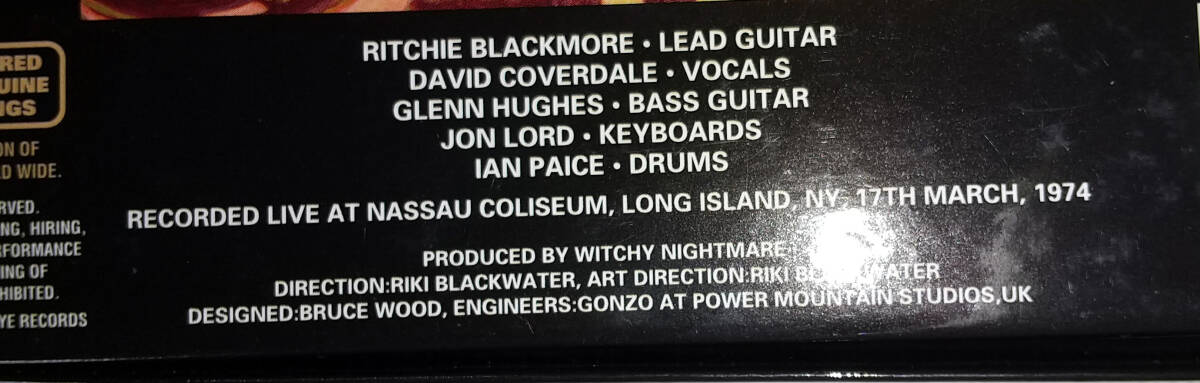 RED
UINE
NGS
ON OF
D WIDE.
RVED.
NG, HIRING,
RFORMANCE
ING OF
HIBITED.
YE RECORDS
RITCHIE BLACKMORE • LEAD GUITAR
DAVID COVERDALE • VOCALS
GLENN HUGHES • BASS GUITAR
JON LORD • KEYBOARDS
IAN PAICE • DRUMS
RECORDED LIVE AT NASSAU COLISEUM, LONG ISLAND, NY, 17TH MARCH, 1974
PRODUCED BY WITCHY NIGHTMARE
DIRECTION:RIKI BLACKWATER, ART DIRECTION:RIKI BLACKWATER
DESIGNED:BRUCE WOOD, ENGINEERS:GONZO AT POWER MOUNTAIN STUDIOS,UK